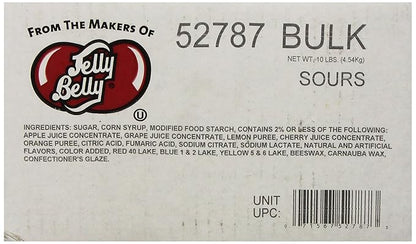 FROM THE MAKERS OF
Jelly
Belly
U
52787 BULK
NET WT. 10 LBS. (4.54Kg)
SOURS
INGREDIENTS: SUGAR, CORN SYRUP, MODIFIED FOOD STARCH, CONTAINS 2% OR LESS OF THE FOLLOWING:
APPLE JUICE CONCENTRATE, GRAPE JUICE CONCENTRATE, LEMON PUREE, CHERRY JUICE CONCENTRATE,
ORANGE PUREE, CITRIC ACID, FUMARIC ACID, SODIUM CITRATE, SODIUM LACTATE, NATURAL AND ARTIFICIAL
FLAVORS, COLOR ADDED, RED 40 LAKE, BLUE 1 & 2 LAKE, YELLOW 5 & 6 LAKE, BEESWAX, CARNAUBA WAX,
CONFECTIONER'S GLAZE.
UNIT
UPC: